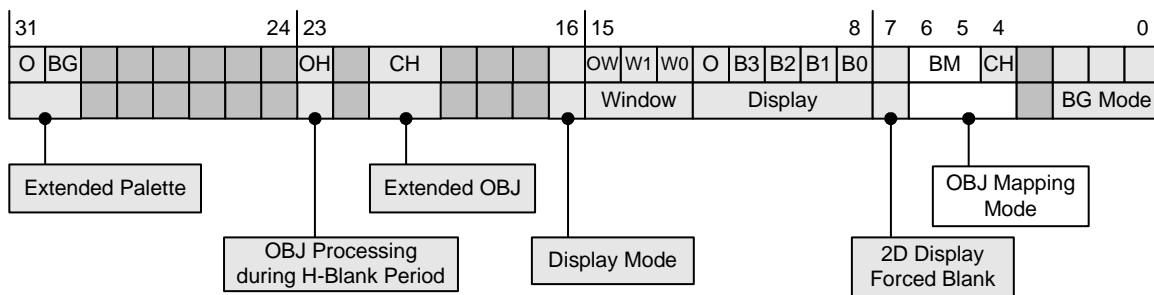 31 24 23 16 15 8 7 6 5 4 0
O BG OH CH OW W1 W0 O B3 B2 B1 B0 BM CH
Window Display BG Mode
Extended Palette Extended OBJ OBJ Mapping
Mode
OBJ Processing
during H-Blank Period
Display Mode
2D Display
Forced Blank